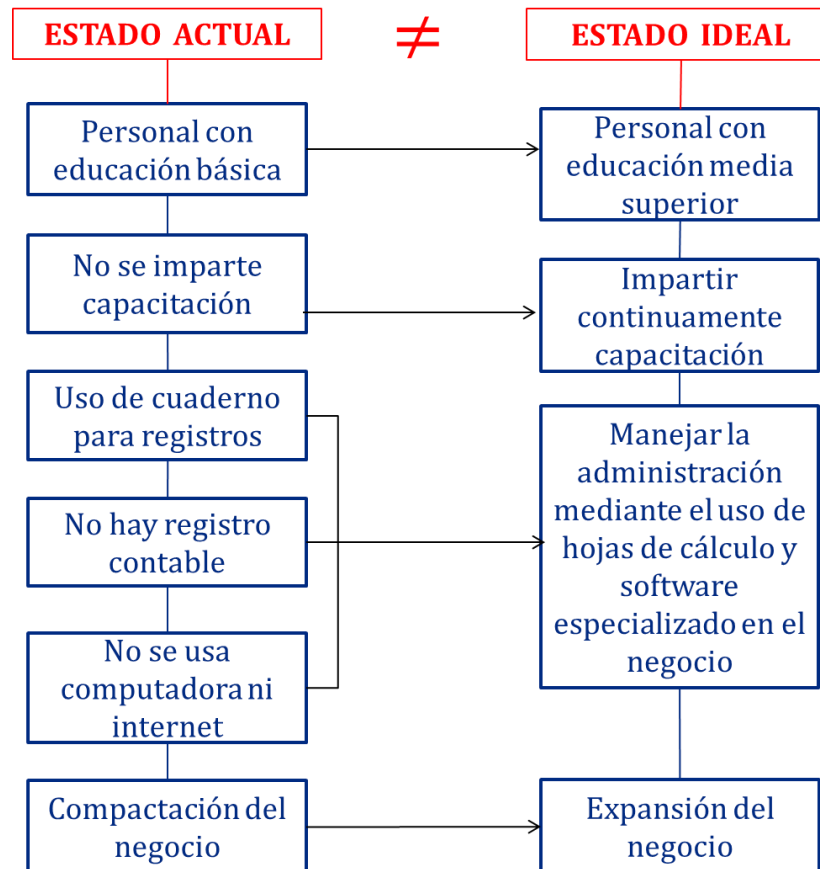 ESTADO ACTUAL
≠
ESTADO IDEAL
Personal con
educación básica
Personal con
educación media
superior
No se imparte
capacitación
Impartir
continuamente
capacitación
Uso de cuaderno
para registros
No hay registro
contable
No se usa
computadora ni
internet
Manejar la
administración
mediante el uso de
hojas de cálculo y
software
especializado en el
negocio
Compactación del
negocio
Expansión del
negocio